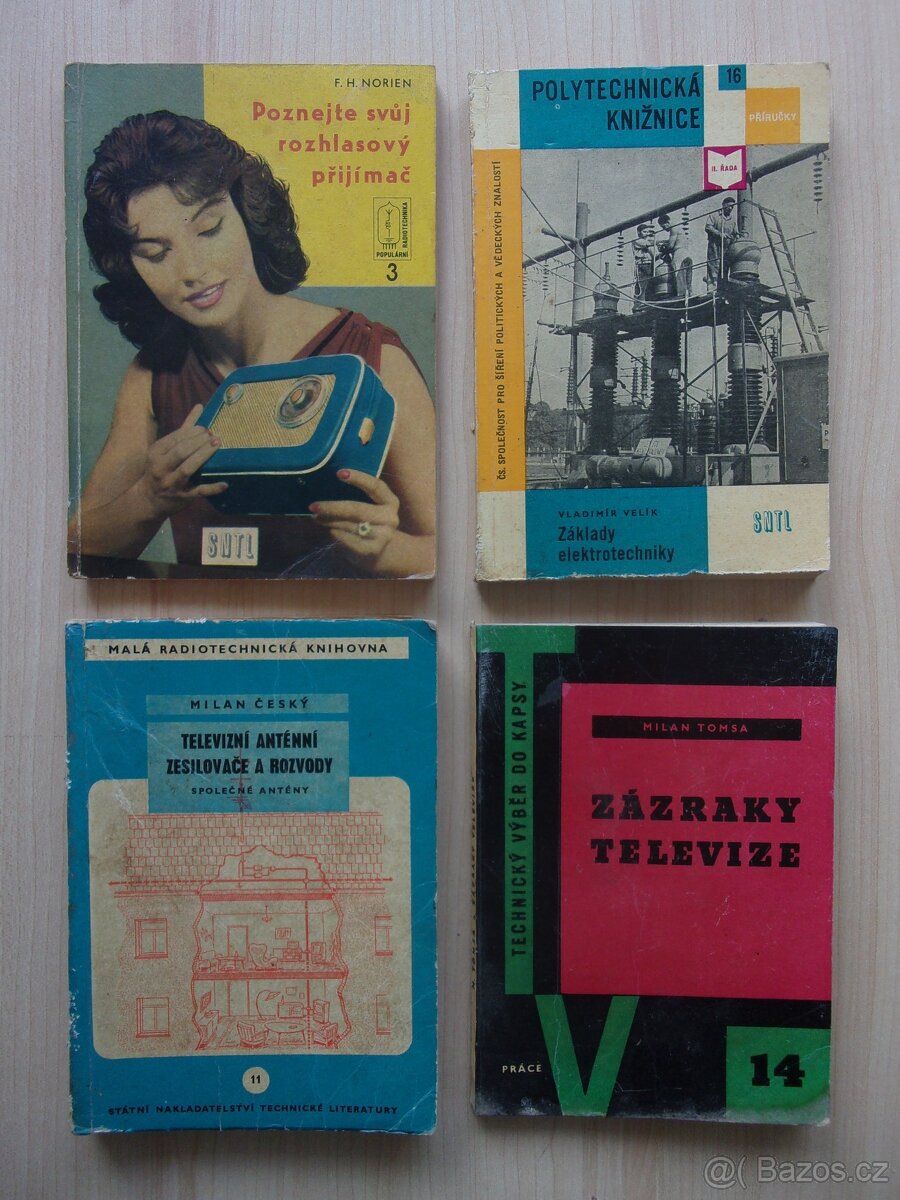 F. H. NORIEN
Poznejte svůj
rozhlasový
přijímač
POPULÁRNÍ
RADIOTECHNIKA
3
SNTL
POLYTECHNICKÁ
KNIŽNICE
16
PŘÍRUČKY
II. ŘADA
ČS. SPOLEČNOST PRO ŠÍŘENÍ POLITICKÝCH A VĚDECKÝCH ZNALOSTÍ
VLADIMÍR VELÍK
Základy
elektrotechniky
SNTL
MALÁ RADIOTECHNICKÁ KNIHOVNA
MILAN ČESKÝ
TELEVIZNÍ ANTÉNNÍ
ZESILOVAČE A ROZVODY
SPOLEČNÉ ANTÉNY
11
STÁTNÍ NAKLADATELSTVÍ TECHNICKÉ LITERATURY
TECHNICKÝ VÝBĚR DO KAPSY
MILAN TOMSA
ZÁZRAKY
TELEVIZE
TV
PRÁCE
14
@( Bazos.cz